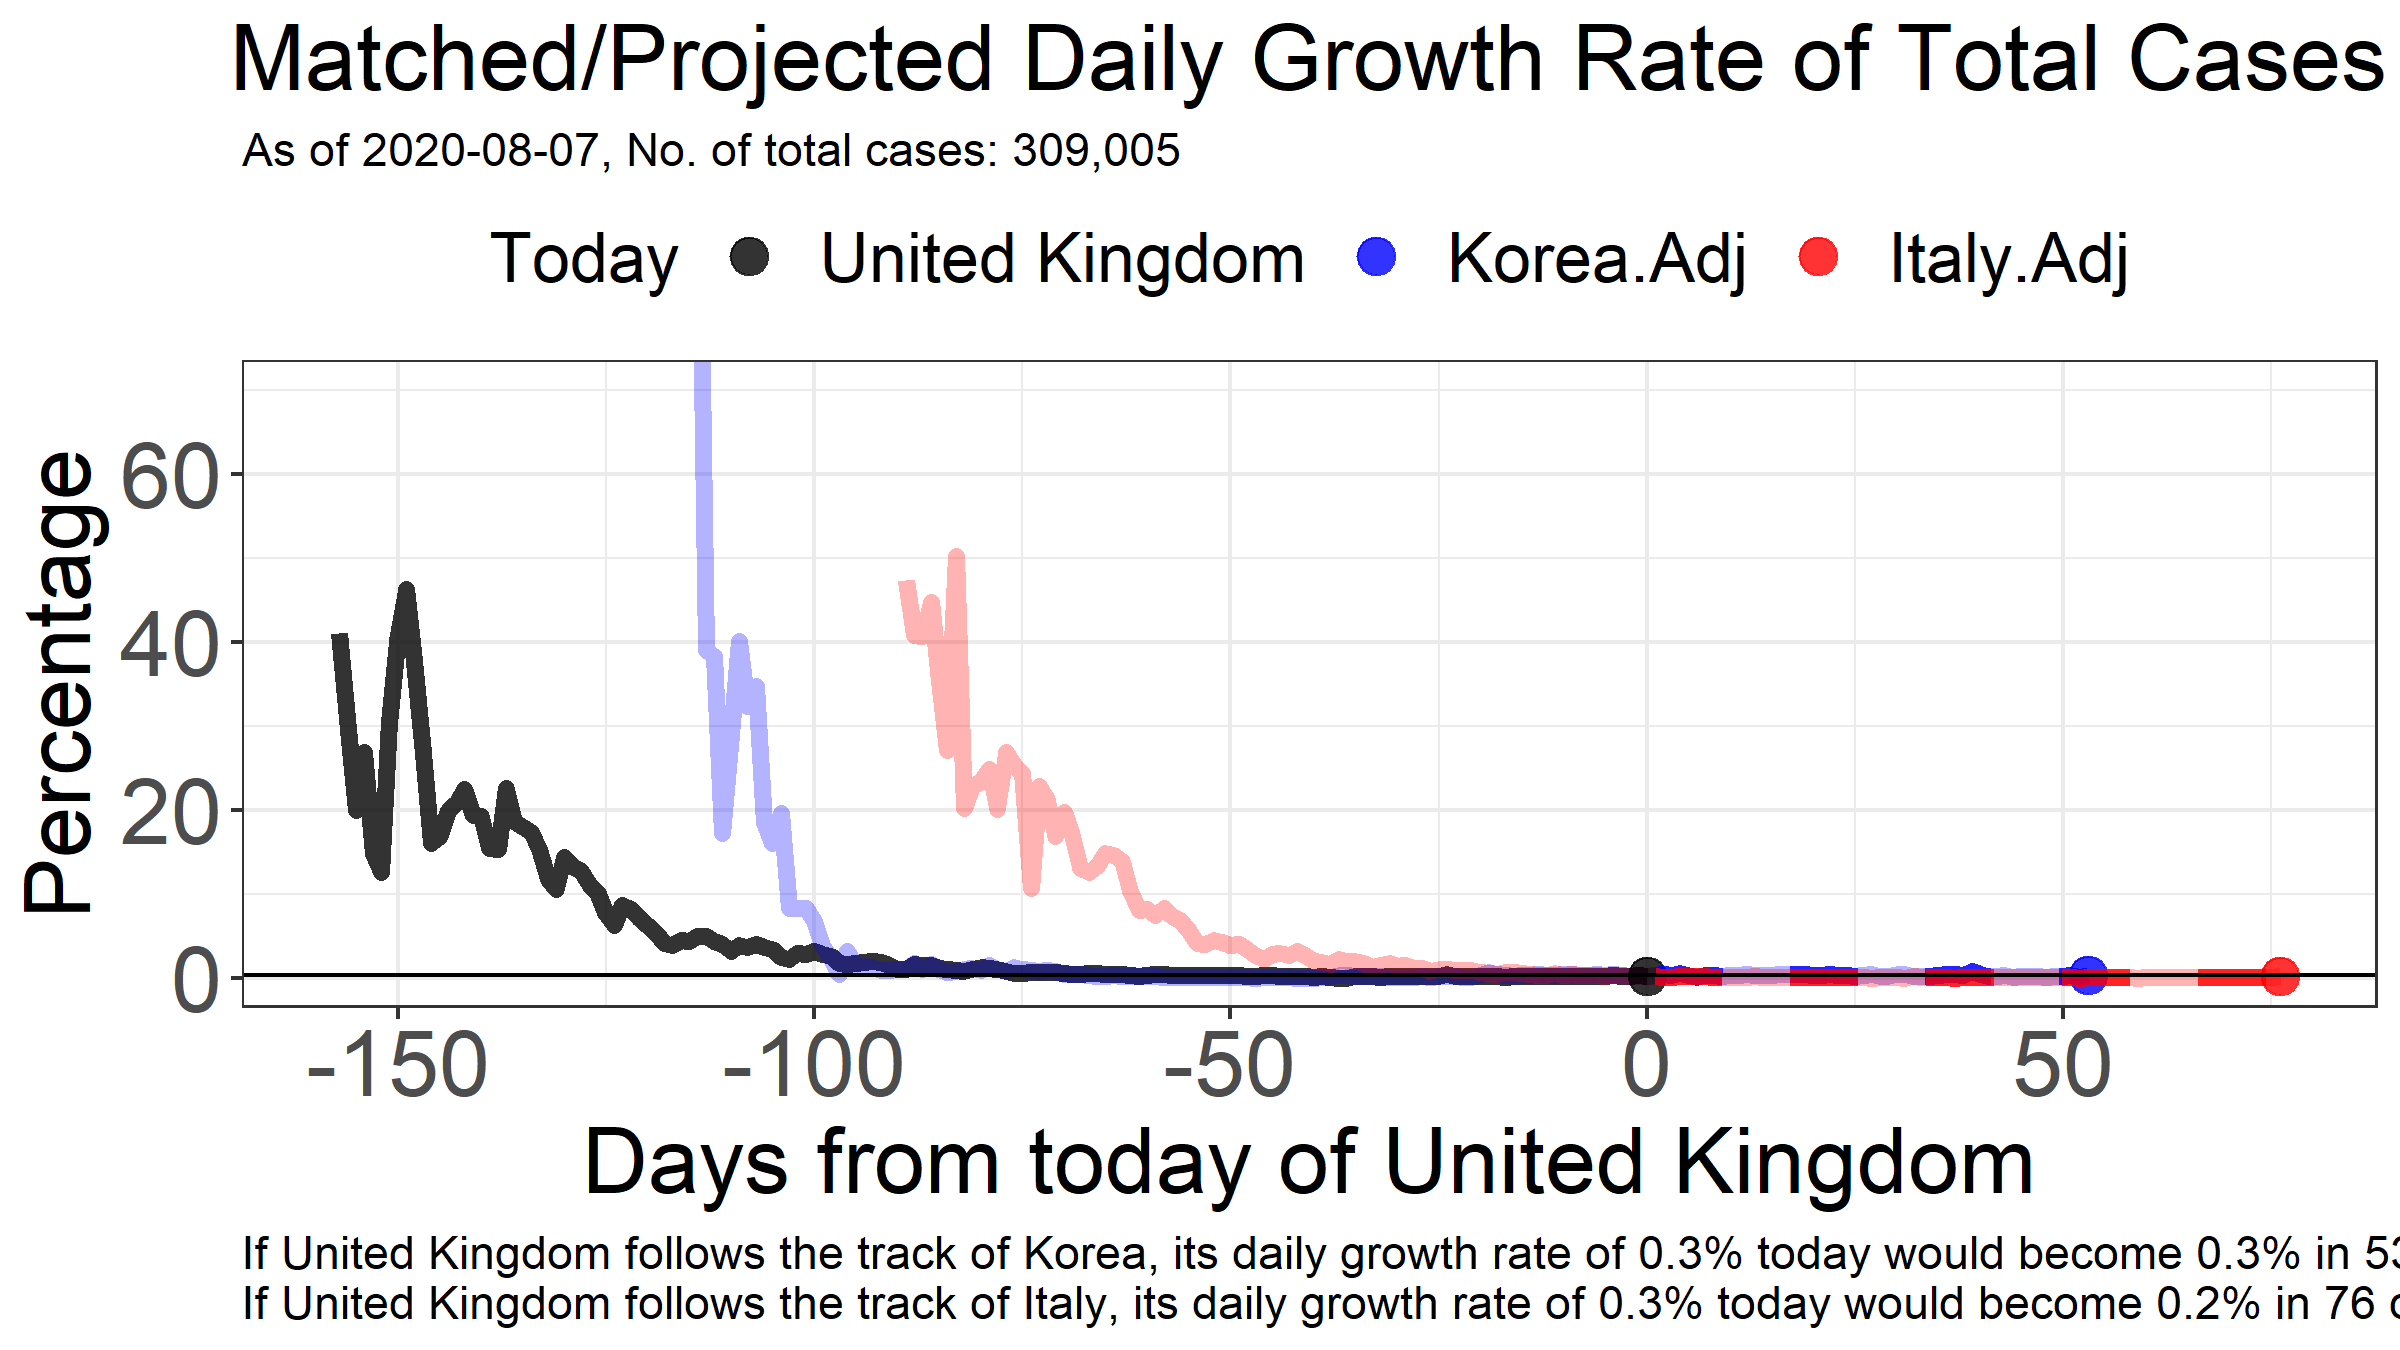 Matched/Projected Daily Growth Rate of Total Cases
As of 2020-08-07, No. of total cases: 309,005
Today United Kingdom Korea.Adj Italy.Adj
Percentage
60
40
20
0
-150 -100 -50 0 50
Days from today of United Kingdom
If United Kingdom follows the track of Korea, its daily growth rate of 0.3% today would become 0.3% in 53
If United Kingdom follows the track of Italy, its daily growth rate of 0.3% today would become 0.2% in 76